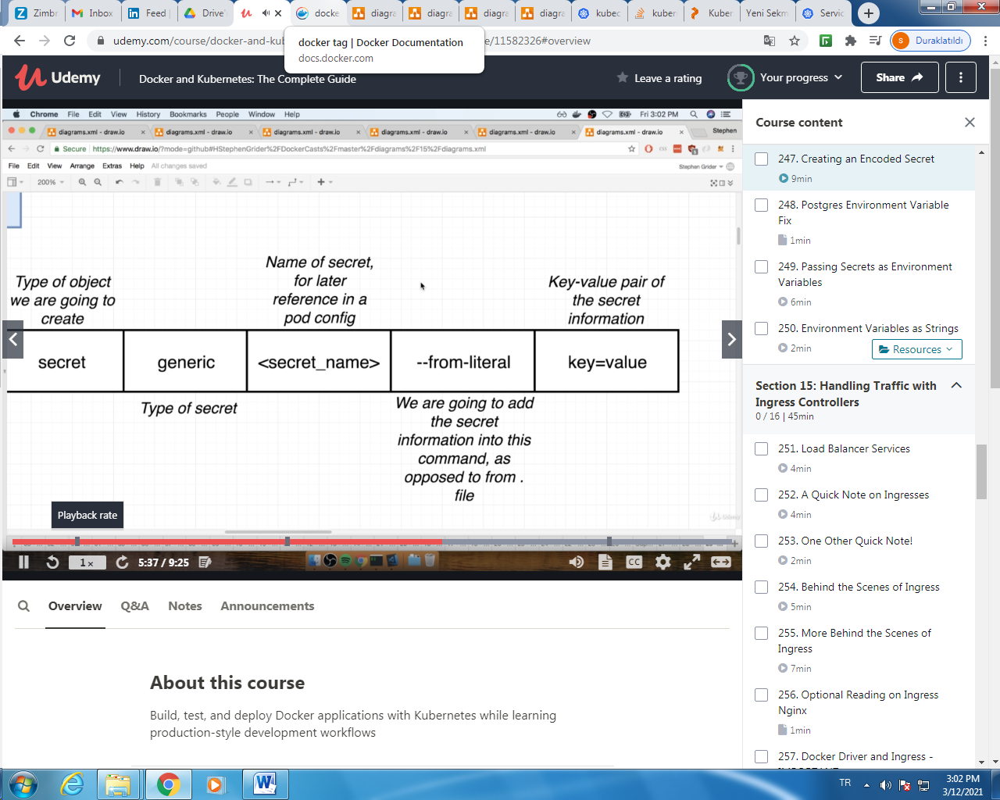 Zimbr
Inbox
Feed |
Drive'
docke
diagra
diagra
diagra
diagra
kubec
kuber
Kuber
Yeni Sekm
Servic
udemy.com/course/docker-and-kub
e/11582326#overview
Duraklatıldı
docker tag | Docker Documentation
docs.docker.com
Udemy
Docker and Kubernetes: The Complete Guide
Leave a rating
Your progress
Share
Chrome File Edit View History Bookmarks People Window Help
Fri 3:02 PM
diagrams.xml - draw.io
diagrams.xml - draw.io
diagrams.xml - draw.io
diagrams.xml - draw.io
diagrams.xml - draw.io
diagrams.xml - draw.io
Stephen
Secure | https://www.draw.io/?mode=github#HStephenGrider%2FDockerCasts%2Fmaster%2Fdiagrams%2F15%2Fdiagrams.xml
File Edit View Arrange Extras Help All changes saved
Stephen Grider
200%
Type of object
we are going to
create
Name of secret,
for later
reference in a
pod config
Key-value pair of
the secret
information
secret
generic
<secret_name>
--from-literal
key=value
Type of secret
We are going to add
the secret
information into this
command, as
opposed to from .
file
Udemy
Playback rate
1 x
5:37 / 9:25
CC
Overview
Q&A
Notes
Announcements
About this course
Build, test, and deploy Docker applications with Kubernetes while learning
production-style development workflows
Course content
247. Creating an Encoded Secret
9min
248. Postgres Environment Variable
Fix
1min
249. Passing Secrets as Environment
Variables
6min
250. Environment Variables as Strings
2min
Resources
Section 15: Handling Traffic with
Ingress Controllers
0 / 16 | 45min
251. Load Balancer Services
4min
252. A Quick Note on Ingresses
4min
253. One Other Quick Note!
2min
254. Behind the Scenes of Ingress
5min
255. More Behind the Scenes of
Ingress
7min
256. Optional Reading on Ingress
Nginx
1min
257. Docker Driver and Ingress -
TR
3:02 PM
3/12/2021